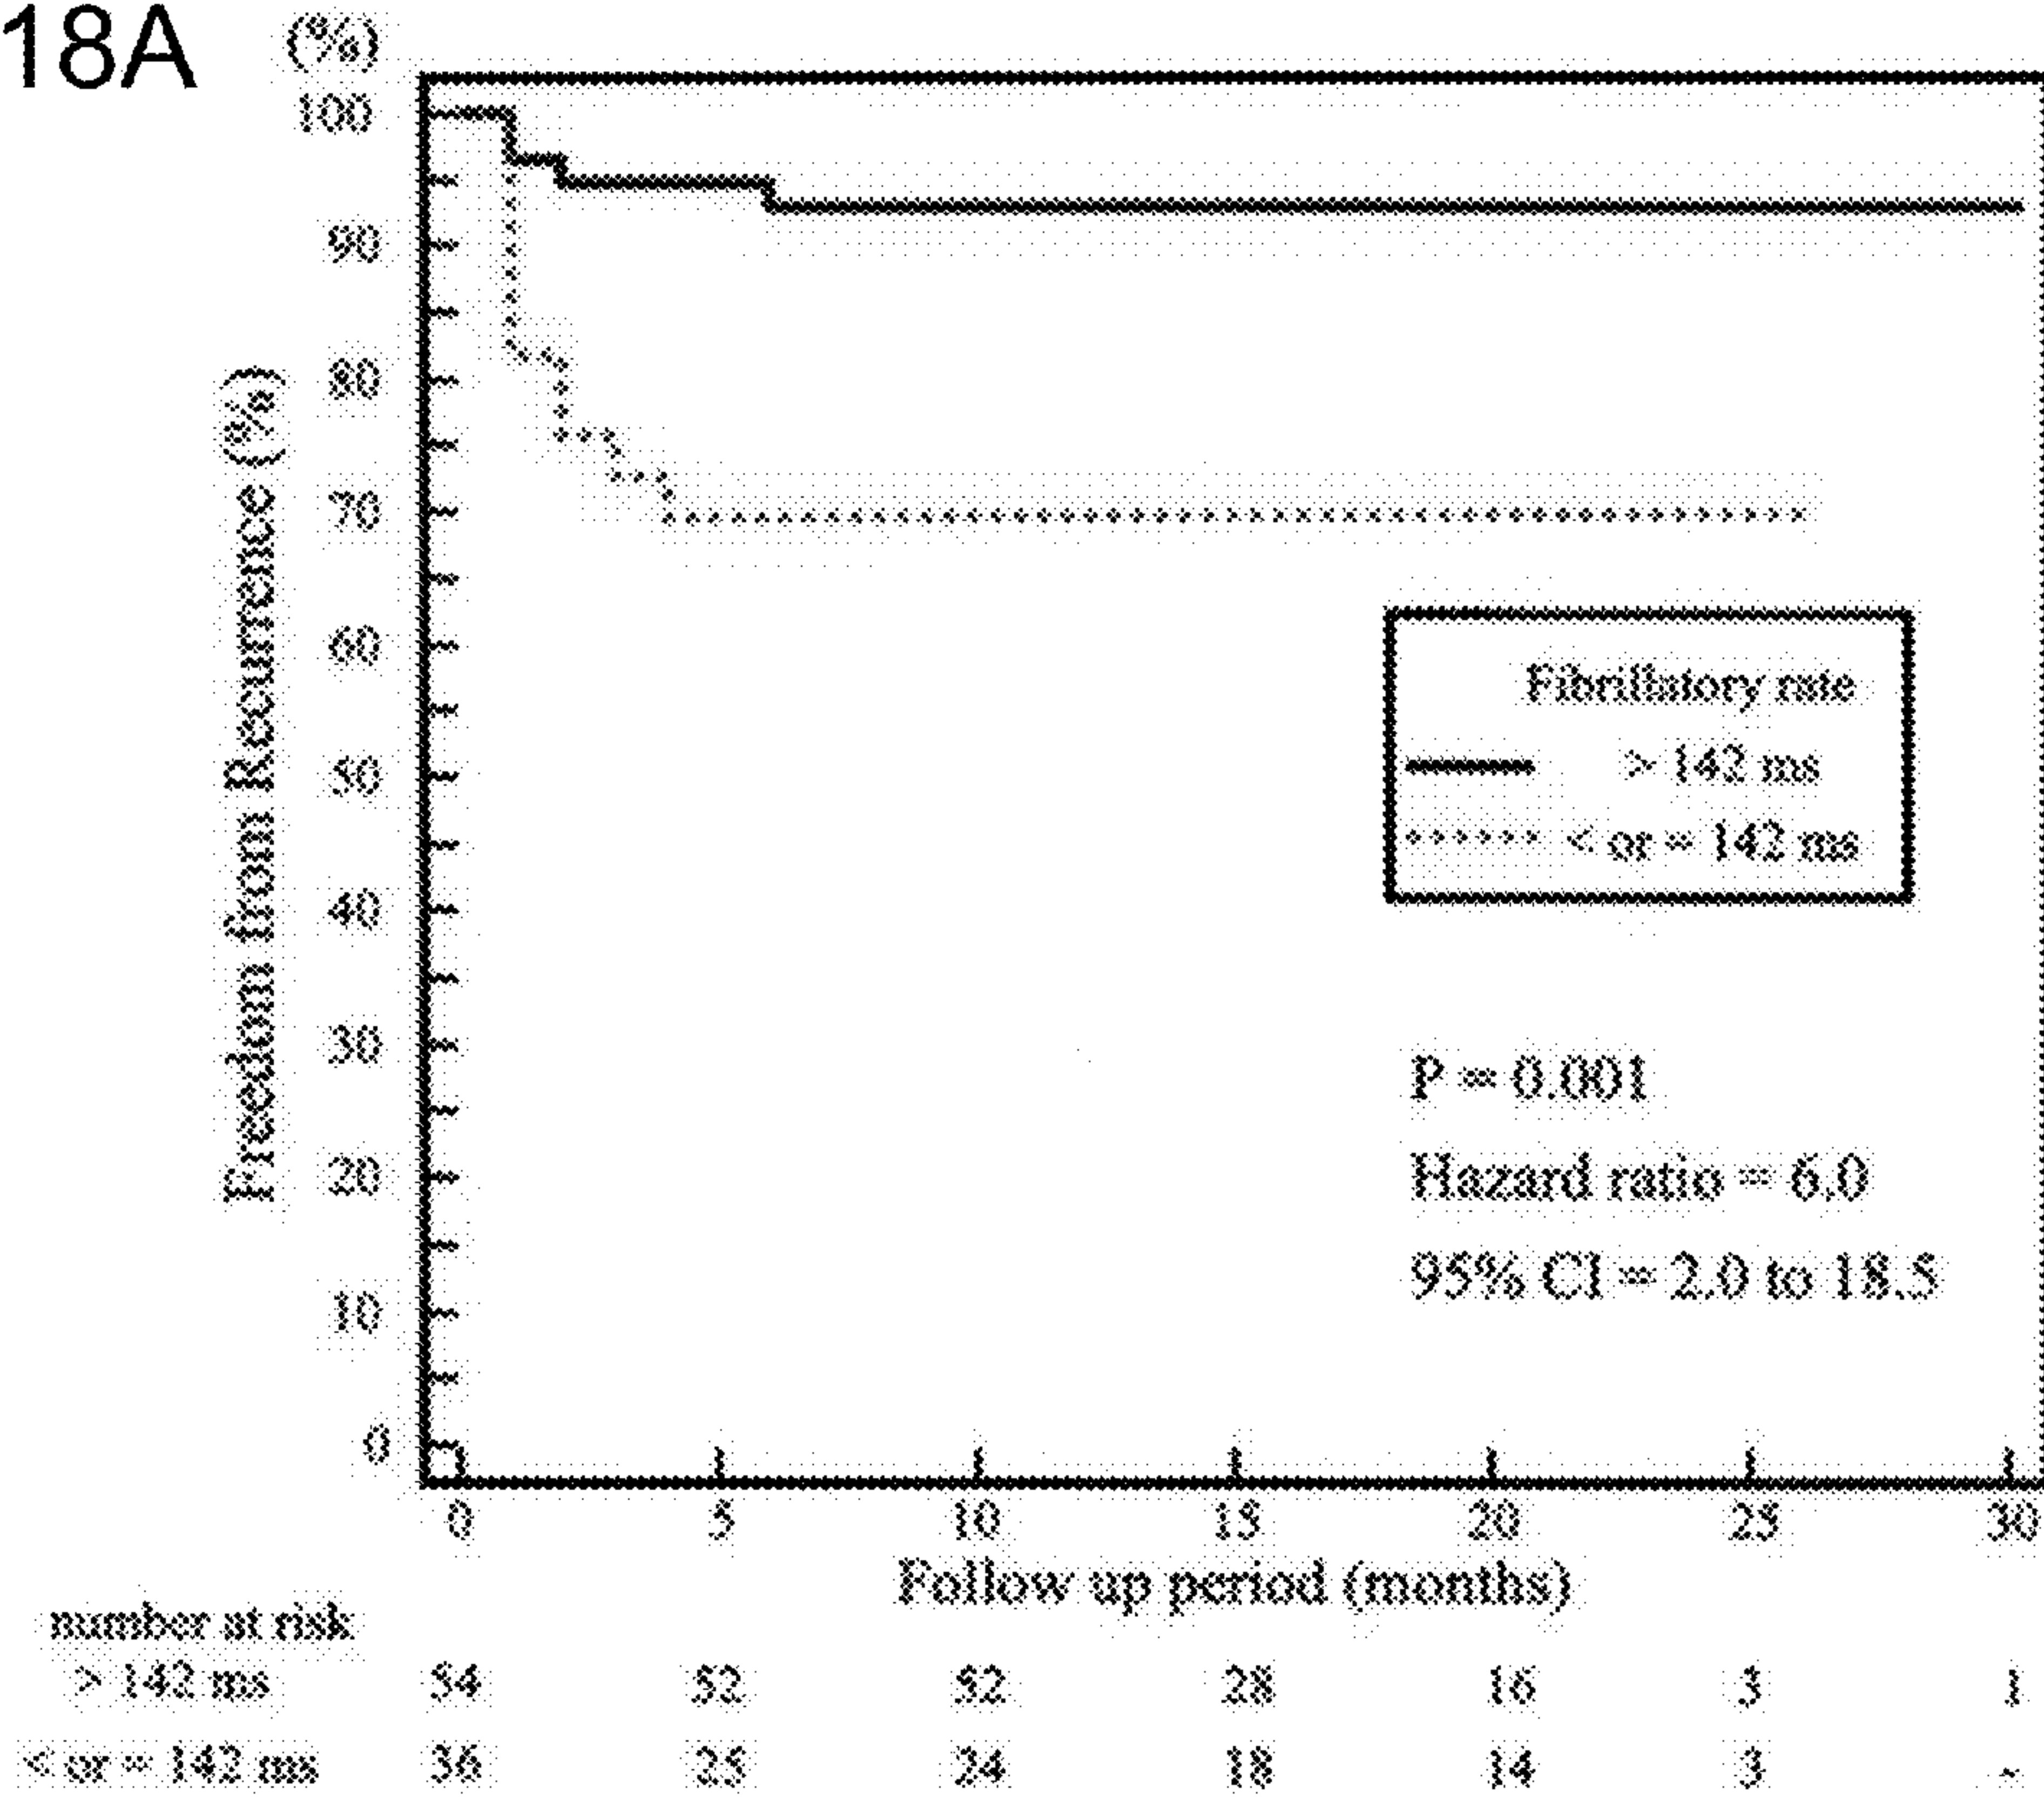 18A
(%)
100
90
80
70
60
50
40
30
20
10
0
Freedom from Recurrence (%)
Fibrillatory rate
> 142 ms
< or = 142 ms
P = 0.001
Hazard ratio = 6.0
95% CI = 2.0 to 18.5
0 5 10 15 20 25 30
Follow up period (months)
number at risk
> 142 ms 54 52 52 28 16 3 1
< or = 142 ms 36 25 24 18 14 3 -